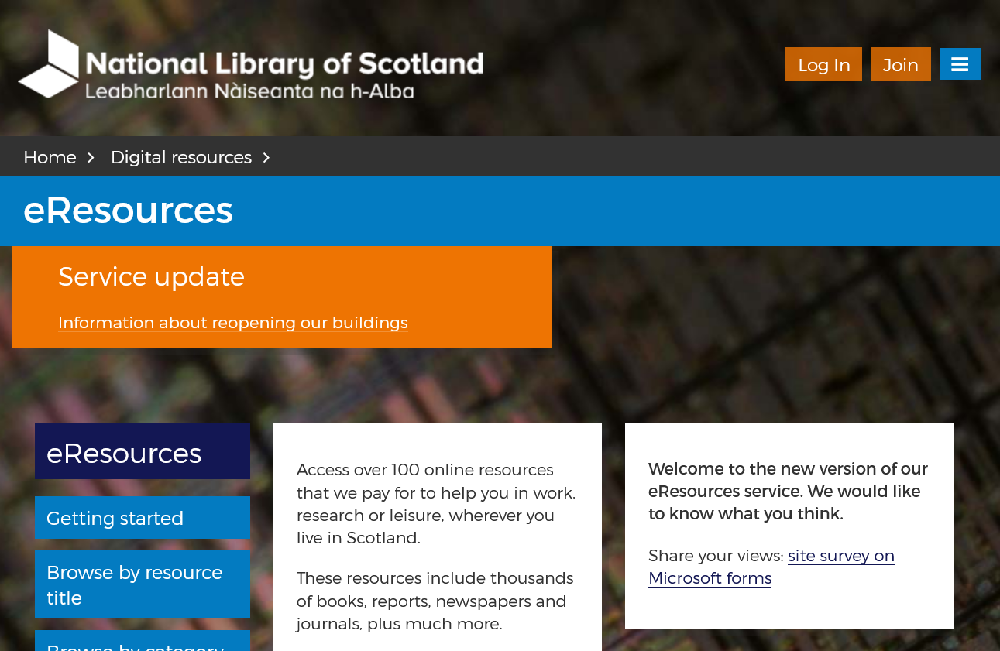 National Library of Scotland
Leabharlann Nàiseanta na h-Alba
Log In
Join
Home
Digital resources
eResources
Service update
Information about reopening our buildings
eResources
Getting started
Browse by resource
title
Browse by category
Access over 100 online resources
that we pay for to help you in work,
research or leisure, wherever you
live in Scotland.
These resources include thousands
of books, reports, newspapers and
journals, plus much more.
Welcome to the new version of our
eResources service. We would like
to know what you think.
Share your views: site survey on
Microsoft forms